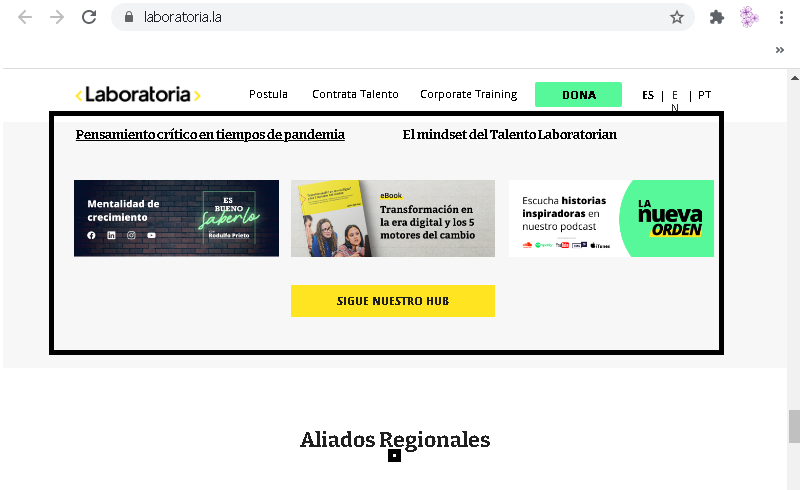 laboratoria.la
<Laboratoria>
Postula
Contrata Talento
Corporate Training
DONA
ES | EN | PT
Pensamiento crítico en tiempos de pandemia
El mindset del Talento Laboratorian
Mentalidad de
crecimiento
ES
BUENO
saberlo
Rodulfo Prieto
eBook
Transformación en
la era digital y los 5
motores del cambio
Escucha historias
inspiradoras en
nuestro podcast
LA
nueva
ORDEN
SIGUE NUESTRO HUB
Aliados Regionales